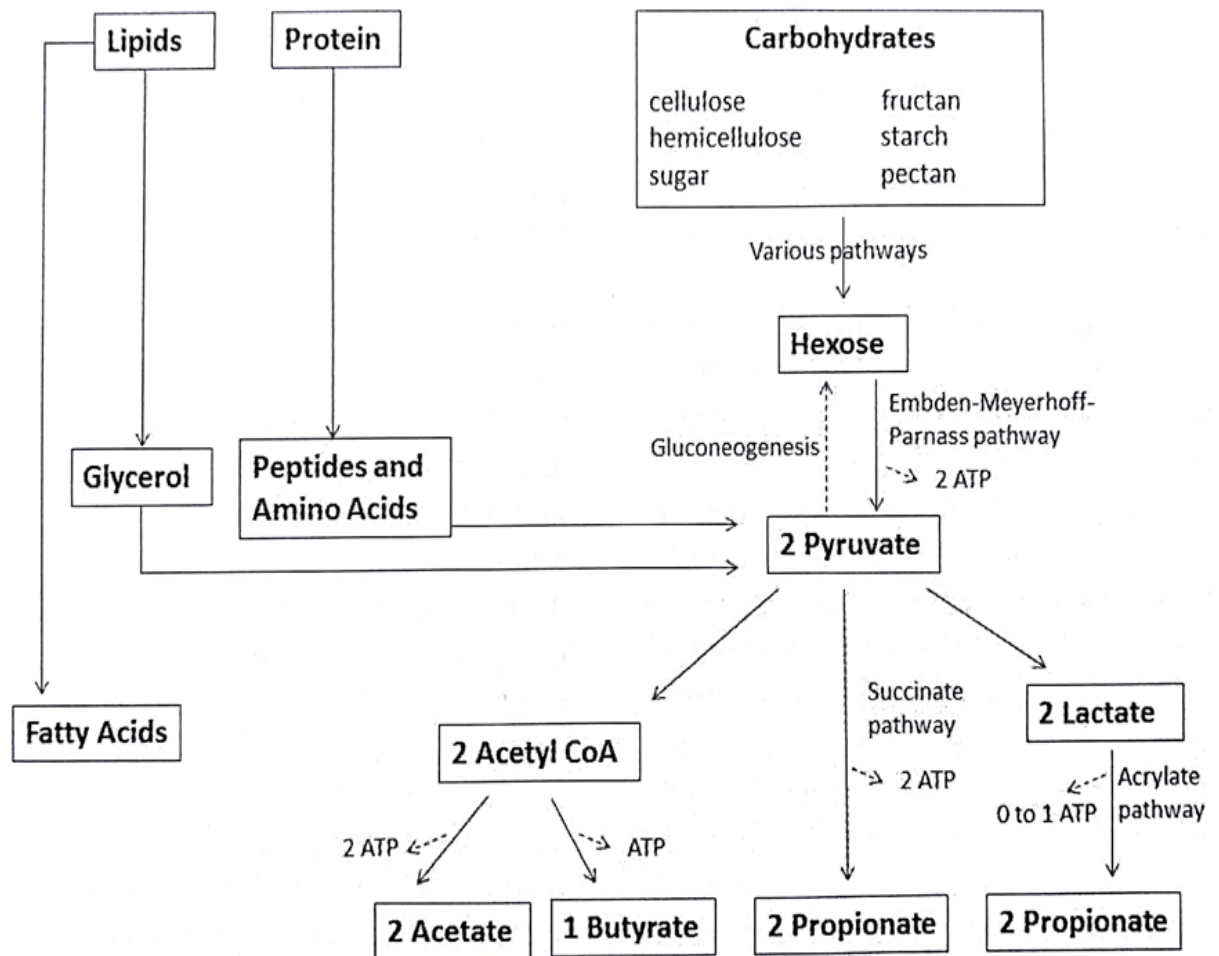 Lipids
Protein
Carbohydrates
cellulose
fructan
hemicellulose
starch
sugar
pectan
Various pathways
Hexose
Embden-Meyerhoff-
Parnass pathway
Gluconeogenesis
2 ATP
Glycerol
Peptides and
Amino Acids
2 Pyruvate
Succinate
pathway
2 Lactate
Fatty Acids
2 Acetyl CoA
2 ATP
Acrylate
pathway
0 to 1 ATP
2 ATP
ATP
2 Acetate
1 Butyrate
2 Propionate
2 Propionate